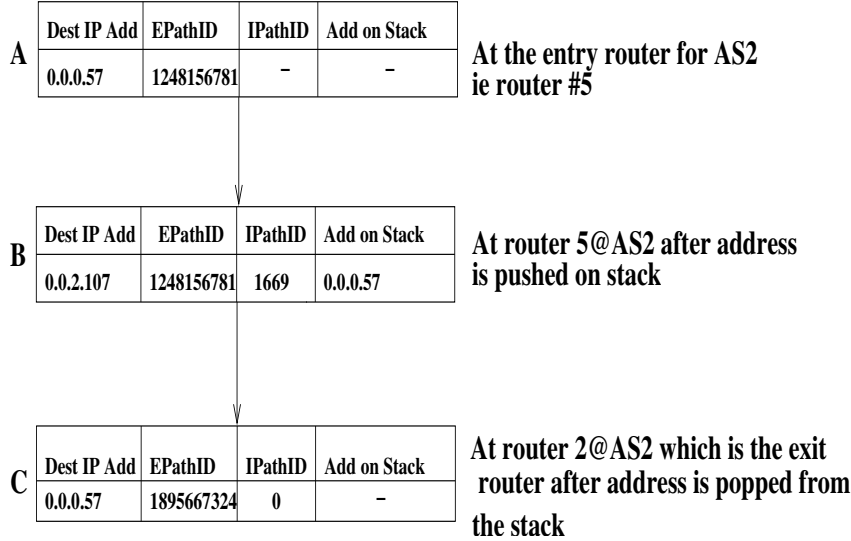 A
Dest IP Add EPathID IPathID Add on Stack
0.0.0.57 1248156781 – –
At the entry router for AS2
ie router #5
B
Dest IP Add EPathID IPathID Add on Stack
0.0.2.107 1248156781 1669 0.0.0.57
At router 5@AS2 after address
is pushed on stack
C
Dest IP Add EPathID IPathID Add on Stack
0.0.0.57 1895667324 0 –
At router 2@AS2 which is the exit
router after address is popped from
the stack